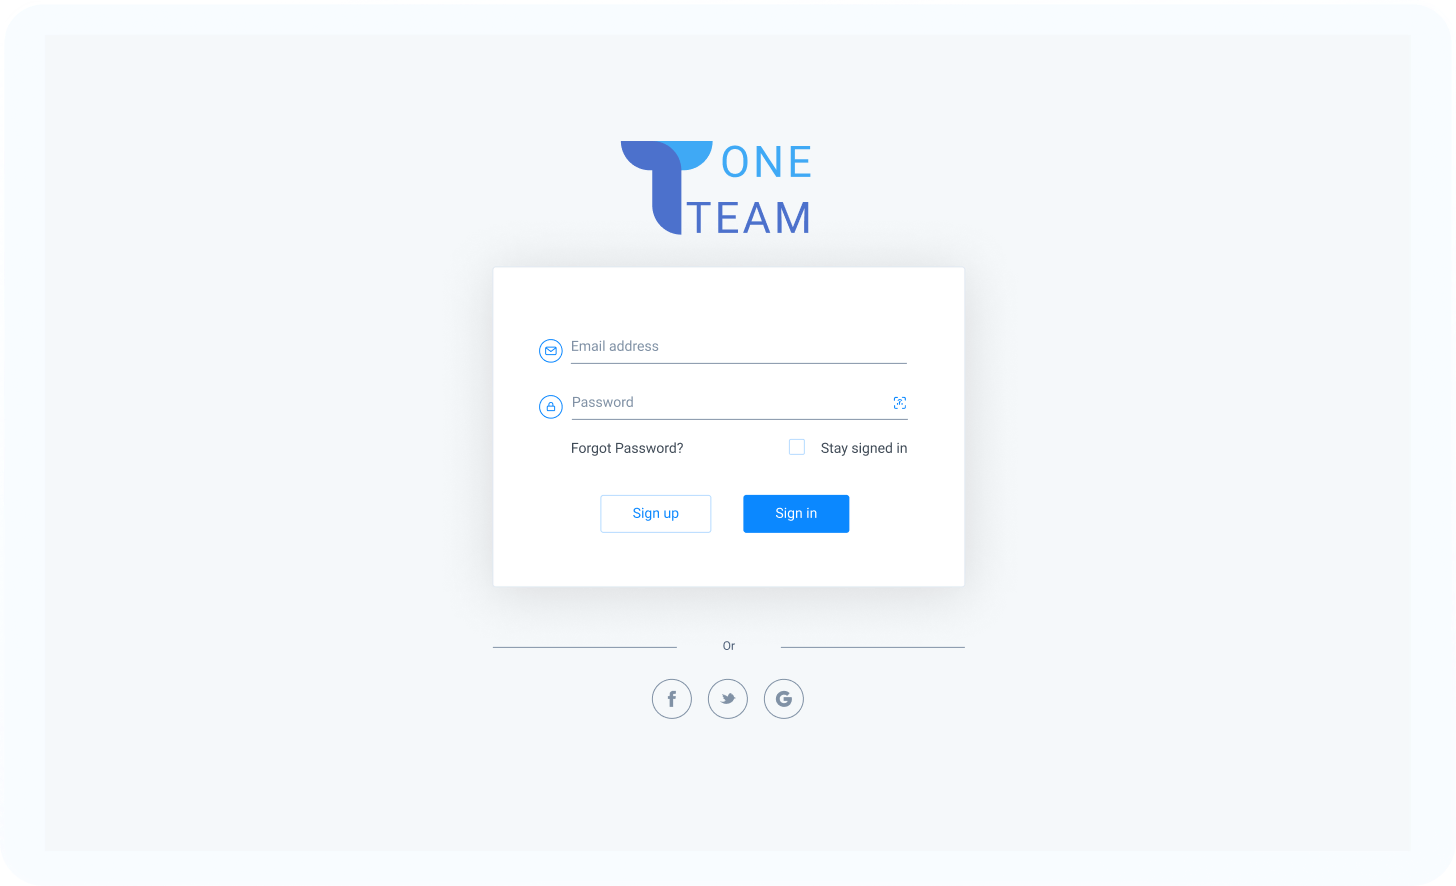 ONE
TEAM
Email address
Password
Forgot Password?
Stay signed in
Sign up
Sign in
Or